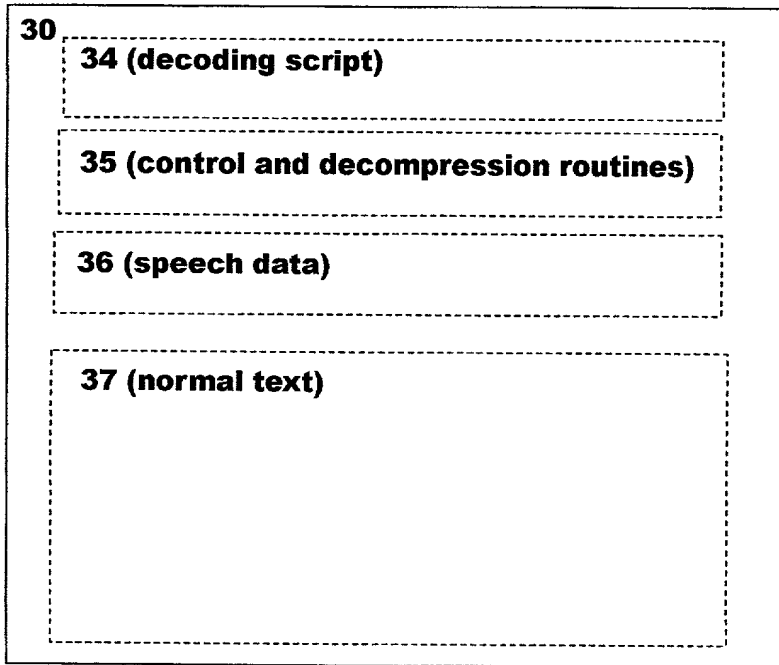 30
34 (decoding script)
35 (control and decompression routines)
36 (speech data)
37 (normal text)